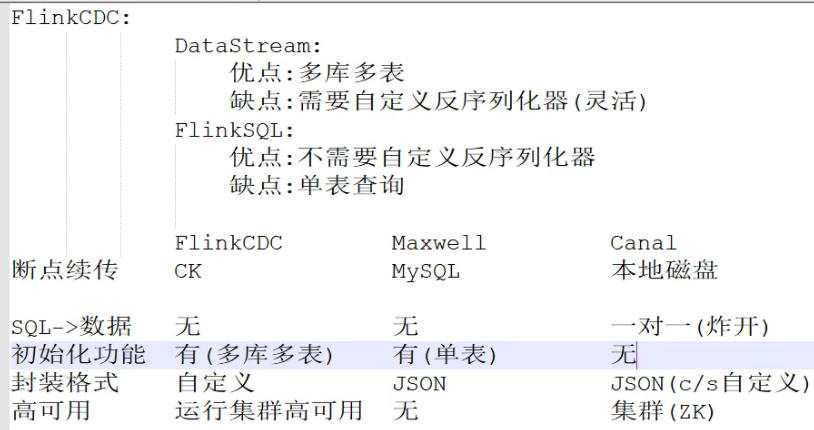 FlinkCDC:
DataStream:
优点:多库多表
缺点:需要自定义反序列化器(灵活)
FlinkSQL:
优点:不需要自定义反序列化器
缺点:单表查询
FlinkCDC Maxwell Canal
断点续传 CK MySQL 本地磁盘
SQL->数据 无 无 一对一(炸开)
初始化功能 有(多库多表) 有(单表) 无
封装格式 自定义 JSON JSON(c/s自定义)
高可用 运行集群高可用 无 集群(ZK)